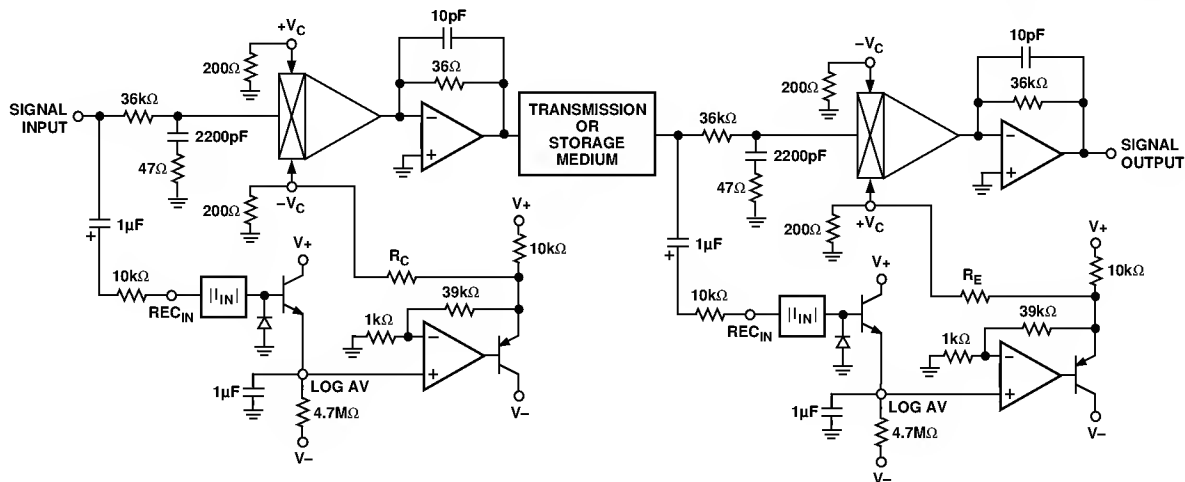 10pF
+VC
200Ω
36Ω
SIGNAL
INPUT
36kΩ
2200pF
47Ω
−
+
TRANSMISSION
OR
STORAGE
MEDIUM
200Ω
−VC
1µF
+
V+
10kΩ
RC
10kΩ
RECIN
|IIN|
V+
39kΩ
1kΩ
−
+
1µF
LOG AV
4.7MΩ
V−
V−
10pF
−VC
200Ω
36kΩ
36kΩ
2200pF
47Ω
−
+
SIGNAL
OUTPUT
200Ω
+VC
1µF
+
V+
10kΩ
RE
10kΩ
RECIN
|IIN|
V+
39kΩ
1kΩ
−
+
1µF
LOG AV
4.7MΩ
V−
V−